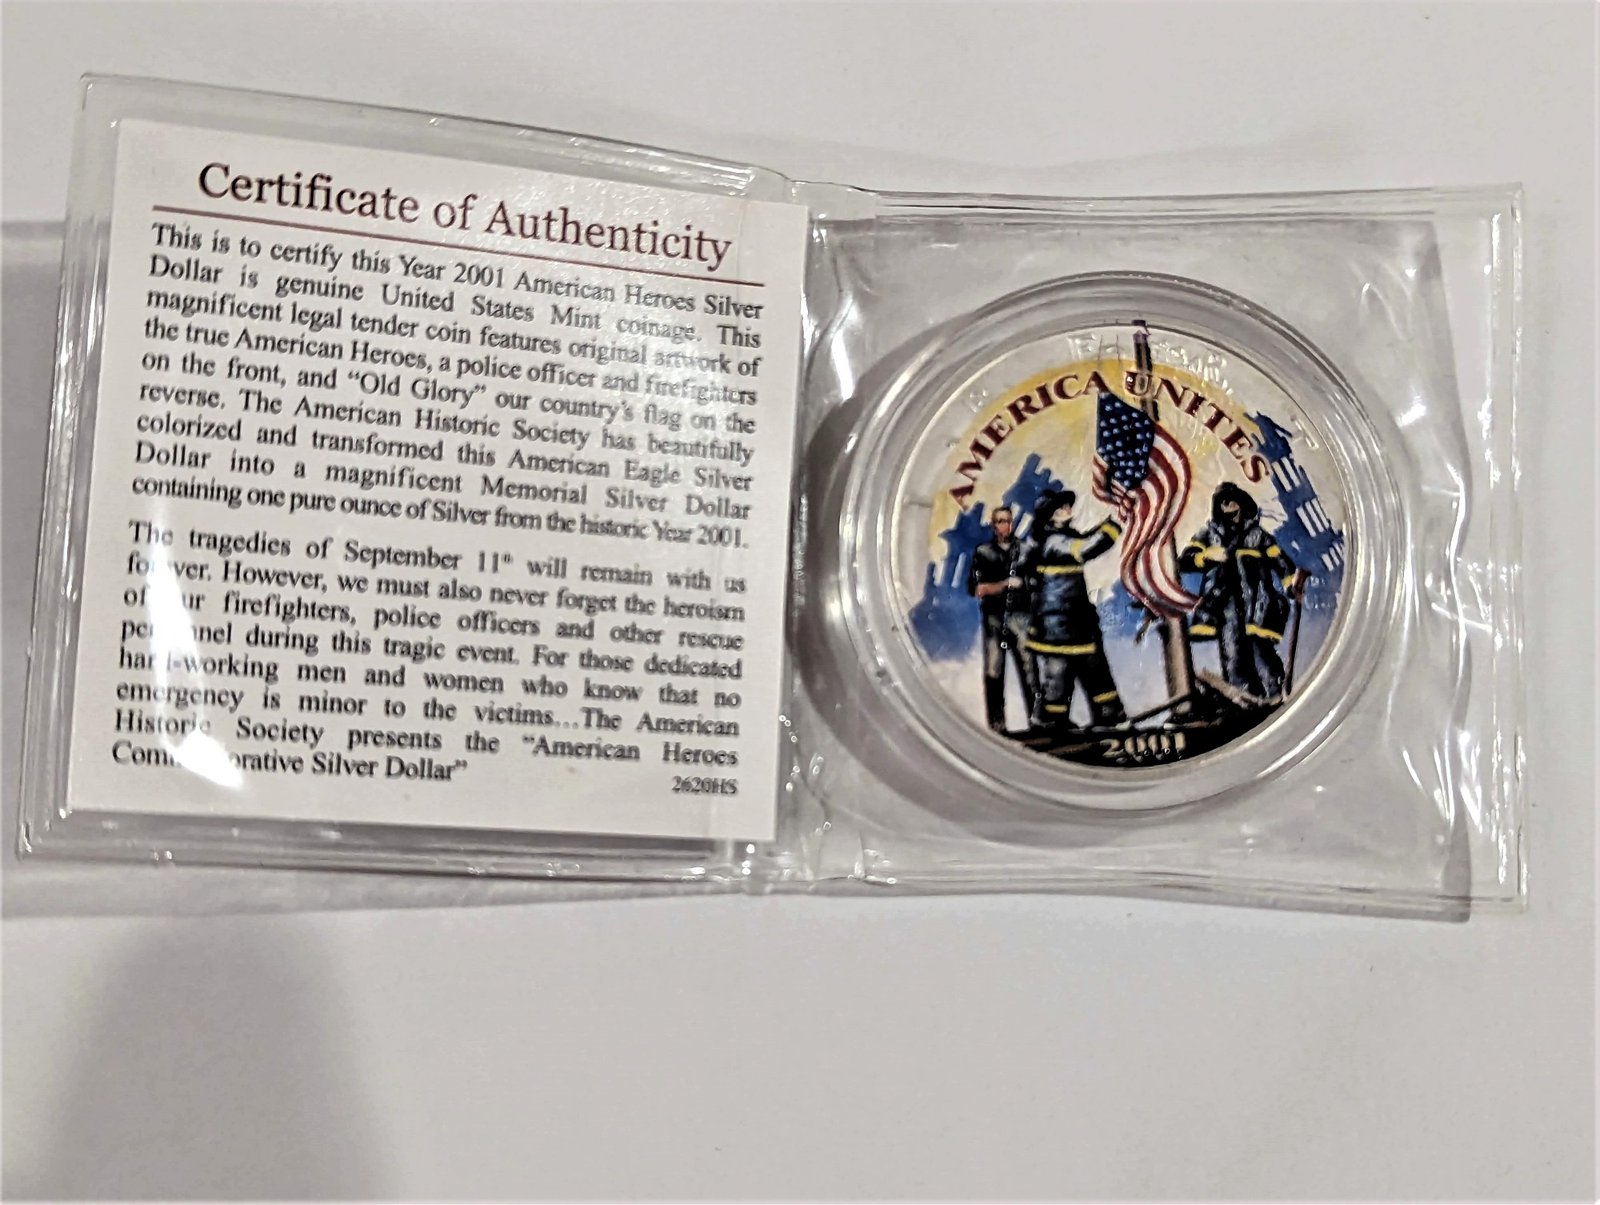 Certificate of Authenticity
This is to certify this Year 2001 American Heroes Silver
Dollar is genuine United States Mint coinage. This
magnificent legal tender coin features original artwork of
the true American Heroes, a police officer and firefighters
on the front, and “Old Glory” our country's flag on the
reverse. The American Historic Society has beautifully
colorized and transformed this American Eagle Silver
Dollar into a magnificent Memorial Silver Dollar
containing one pure ounce of Silver from the historic Year 2001.
The tragedies of September 11th will remain with us
forever. However, we must also never forget the heroism
of our firefighters, police officers and other rescue
personnel during this tragic event. For those dedicated
hard-working men and women who know that no
emergency is minor to the victims...The American
Historic Society presents the “American Heroes
Commemorative Silver Dollar”
2620HS
AMERICA UNITES
2001